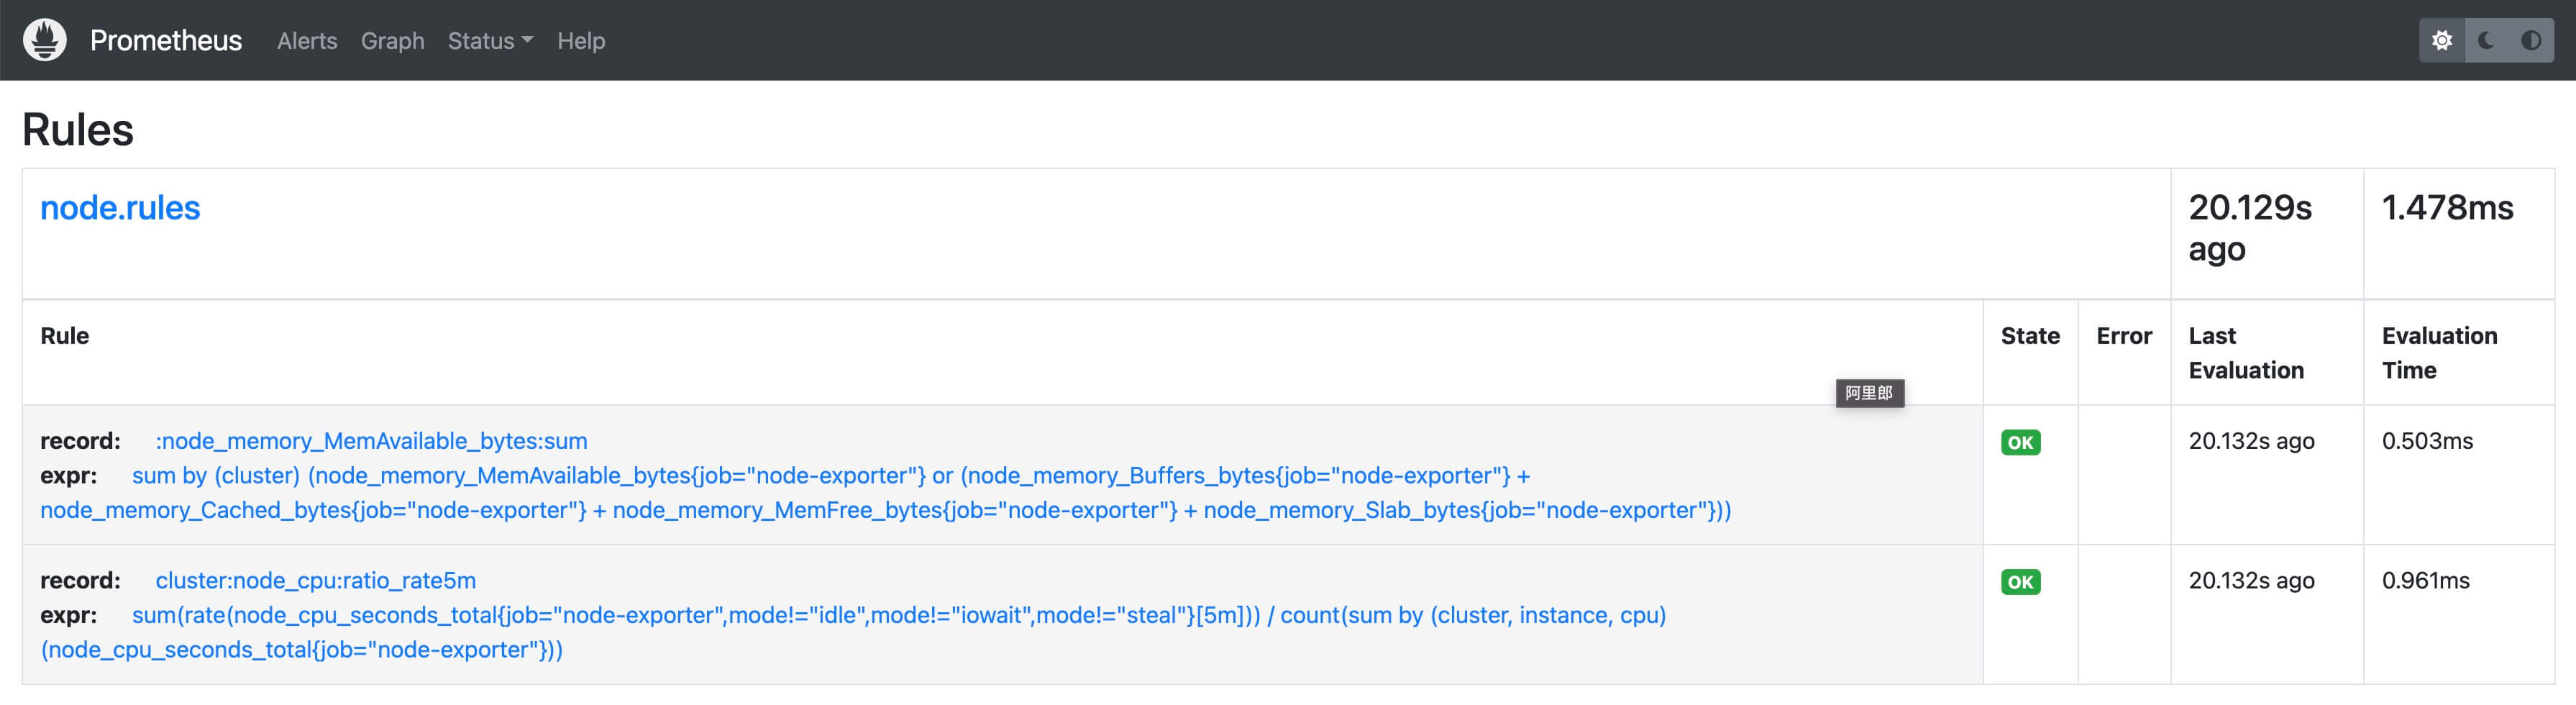 Prometheus Alerts Graph Status Help
Rules
node.rules
20.129s
ago
1.478ms
Rule
State
Error
Last
Evaluation
Evaluation
Time
阿里郎
record: :node_memory_MemAvailable_bytes:sum
expr: sum by (cluster) (node_memory_MemAvailable_bytes{job="node-exporter"} or (node_memory_Buffers_bytes{job="node-exporter"} +
node_memory_Cached_bytes{job="node-exporter"} + node_memory_MemFree_bytes{job="node-exporter"} + node_memory_Slab_bytes{job="node-exporter"}))
OK
20.132s ago
0.503ms
record: cluster:node_cpu:ratio_rate5m
expr: sum(rate(node_cpu_seconds_total{job="node-exporter",mode!="idle",mode!="iowait",mode!="steal"}[5m])) / count(sum by (cluster, instance, cpu)
(node_cpu_seconds_total{job="node-exporter"}))
OK
20.132s ago
0.961ms